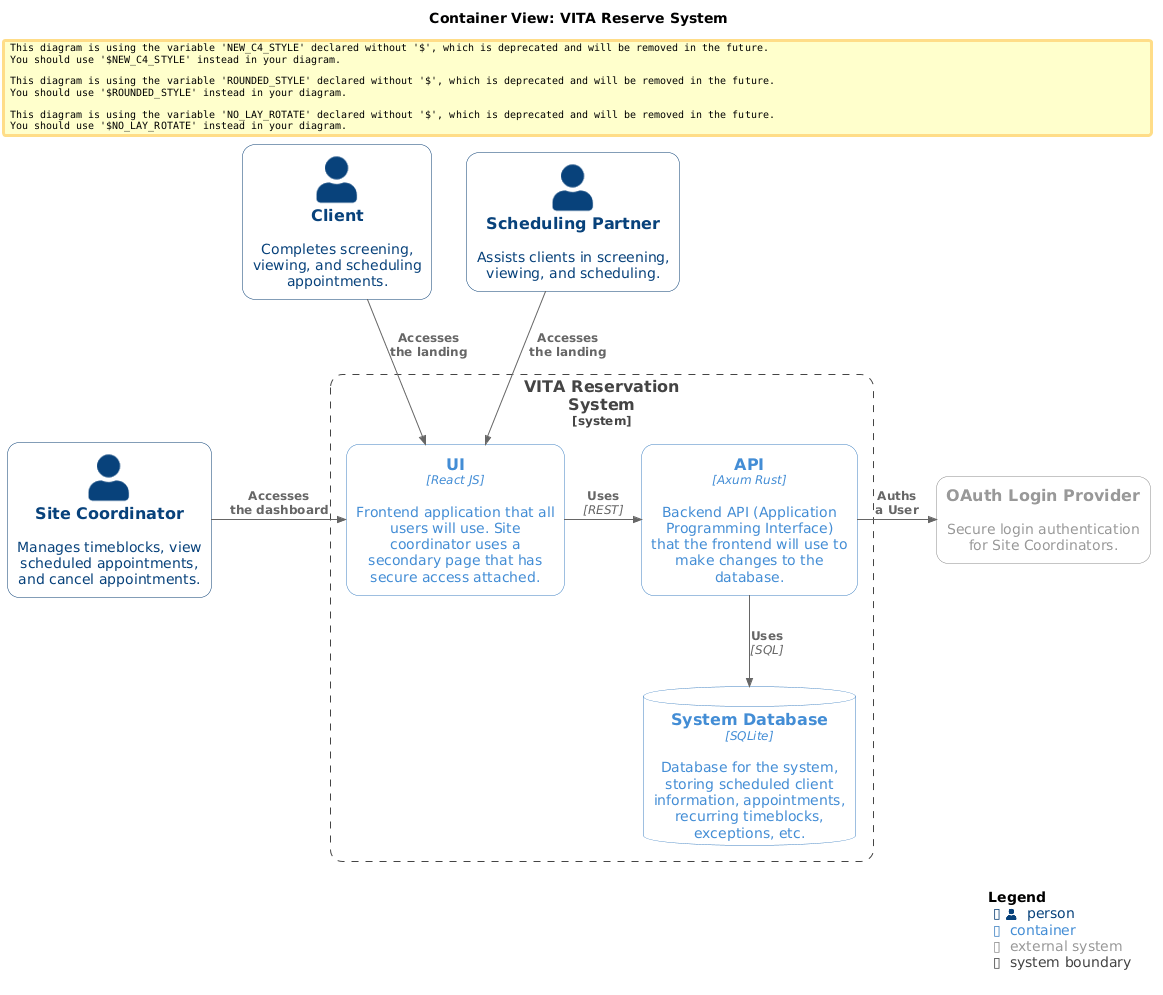 Container View: VITA Reserve System
This diagram is using the variable 'NEW_C4_STYLE' declared without '$', which is deprecated and will be removed in the future.
You should use '$NEW_C4_STYLE' instead in your diagram.
This diagram is using the variable 'ROUNDED_STYLE' declared without '$', which is deprecated and will be removed in the future.
You should use '$ROUNDED_STYLE' instead in your diagram.
This diagram is using the variable 'NO_LAY_ROTATE' declared without '$', which is deprecated and will be removed in the future.
You should use '$NO_LAY_ROTATE' instead in your diagram.
Client
Completes screening,
viewing, and scheduling
appointments.
Scheduling Partner
Assists clients in screening,
viewing, and scheduling.
Accesses
the landing
Accesses
the landing
VITA Reservation
System
[system]
Site Coordinator
Manages timeblocks, view
scheduled appointments,
and cancel appointments.
Accesses
the dashboard
UI
[React JS]
Frontend application that all
users will use. Site
coordinator uses a
secondary page that has
secure access attached.
Uses
[REST]
API
[Axum Rust]
Backend API (Application
Programming Interface)
that the frontend will use to
make changes to the
database.
Auths
a User
OAuth Login Provider
Secure login authentication
for Site Coordinators.
Uses
[SQL]
System Database
[SQLite]
Database for the system,
storing scheduled client
information, appointments,
recurring timeblocks,
exceptions, etc.
Legend
person
container
external system
system boundary